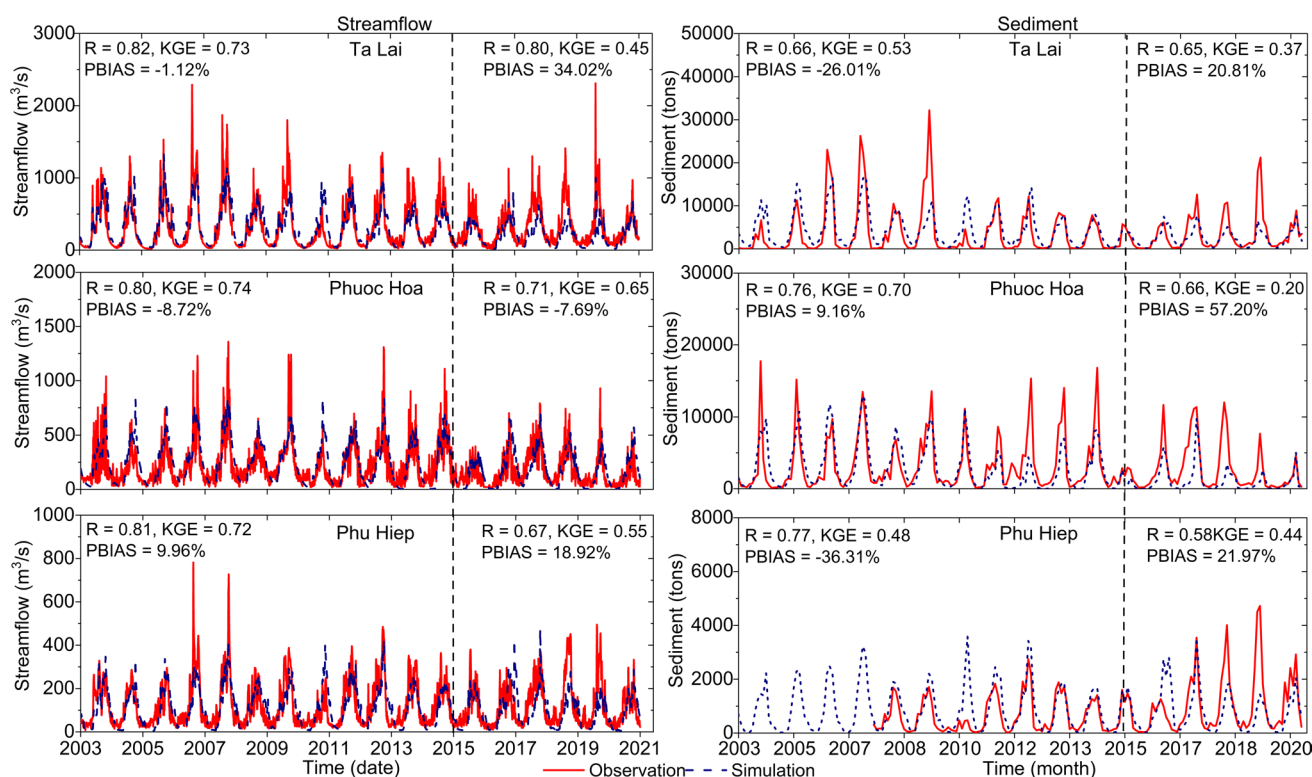 Streamflow
3000
2000
1000
0
Streamflow (m³/s)
R = 0.82, KGE = 0.73
PBIAS = -1.12%
Ta Lai
R = 0.80, KGE = 0.45
PBIAS = 34.02%
2000
1500
1000
500
0
Streamflow (m³/s)
R = 0.80, KGE = 0.74
PBIAS = -8.72%
Phuoc Hoa
R = 0.71, KGE = 0.65
PBIAS = -7.69%
1000
800
600
400
200
0
Streamflow (m³/s)
R = 0.81, KGE = 0.72
PBIAS = 9.96%
Phu Hiep
R = 0.67, KGE = 0.55
PBIAS = 18.92%
2003 2005 2007 2009 2011 2013 2015 2017 2019 2021
Time (date)
Sediment
50000
40000
30000
20000
10000
0
Sediment (tons)
R = 0.66, KGE = 0.53
PBIAS = -26.01%
Ta Lai
R = 0.65, KGE = 0.37
PBIAS = 20.81%
30000
20000
10000
0
Sediment (tons)
R = 0.76, KGE = 0.70
PBIAS = 9.16%
Phuoc Hoa
R = 0.66, KGE = 0.20
PBIAS = 57.20%
8000
6000
4000
2000
0
Sediment (tons)
R = 0.77, KGE = 0.48
PBIAS = -36.31%
Phu Hiep
R = 0.58KGE = 0.44
PBIAS = 21.97%
2003 2005 2007 2008 2010 2012 2013 2015 2017 2018 2020
Time (month)
Observation
Simulation